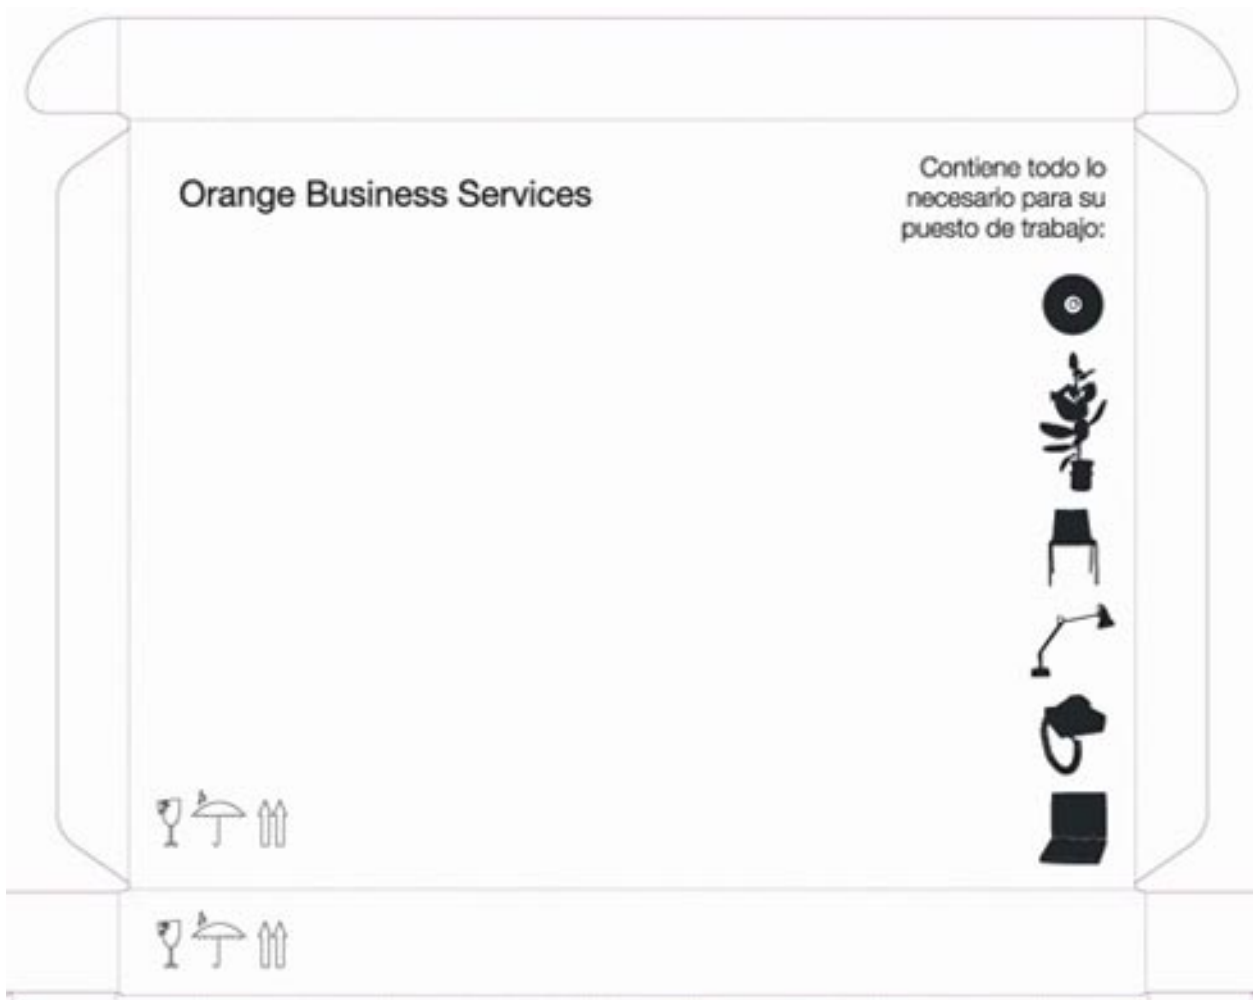 Orange Business Services
Contiene todo lo
necesario para su
puesto de trabajo: